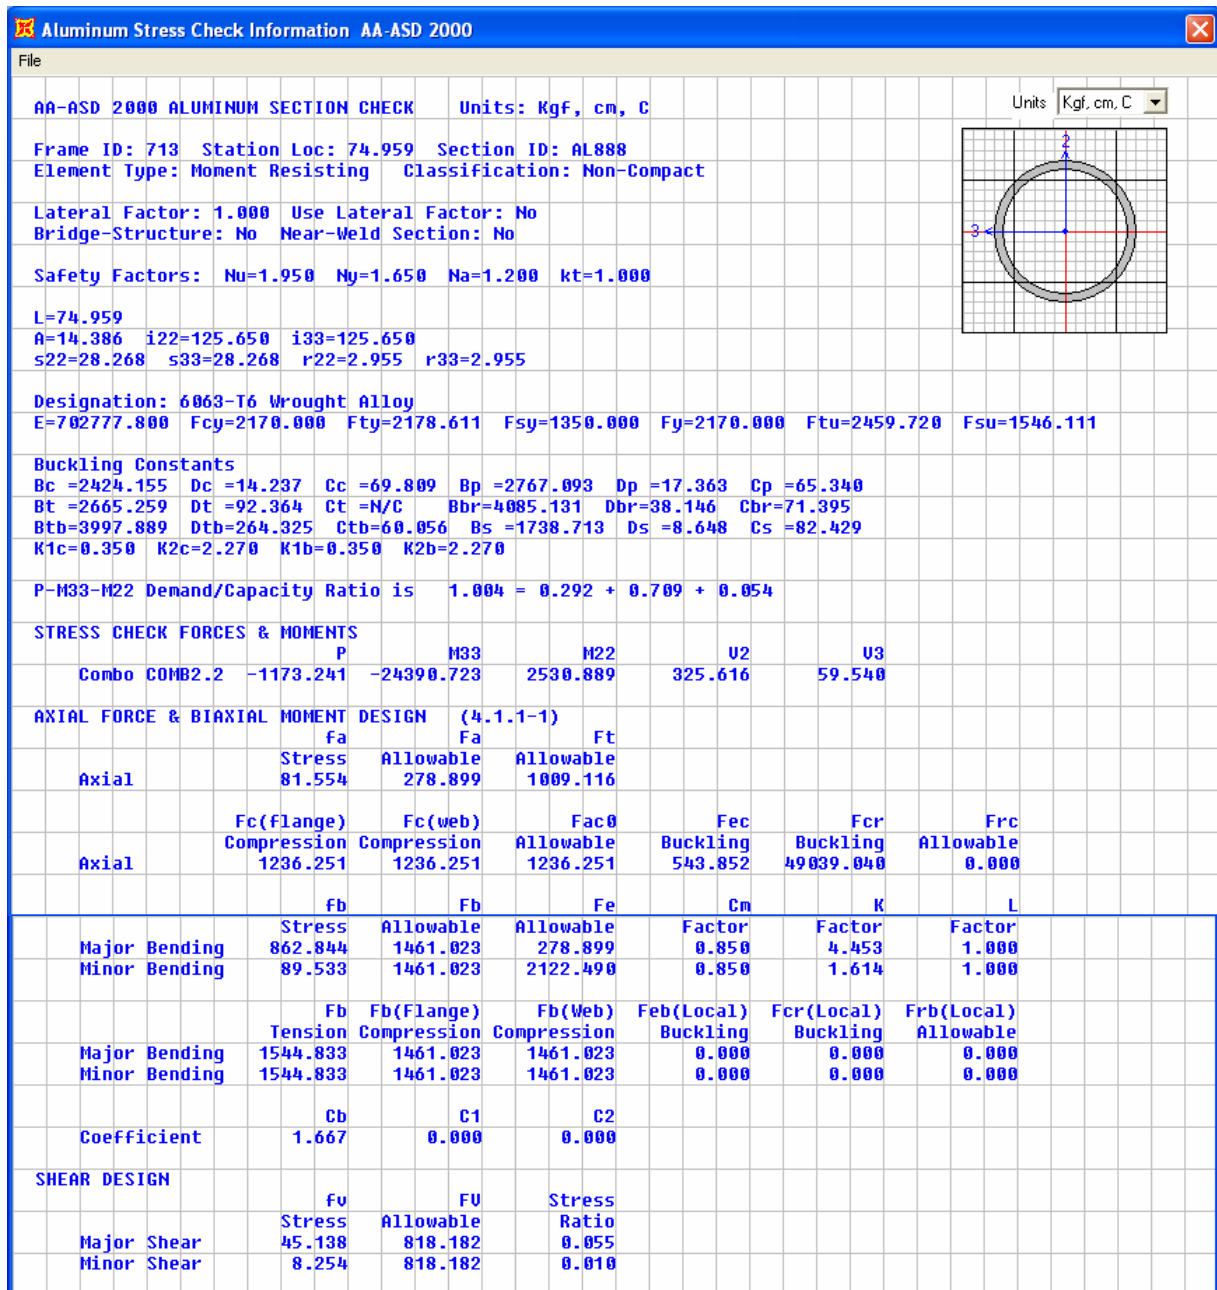 Aluminum Stress Check Information AA-ASD 2000
File
AA-ASD 2000 ALUMINUM SECTION CHECK Units: Kgf, cm, C
Units Kgf, cm, C
2
3
Frame ID: 713 Station Loc: 74.959 Section ID: AL888
Element Type: Moment Resisting Classification: Non-Compact
Lateral Factor: 1.000 Use Lateral Factor: No
Bridge-Structure: No Near-Weld Section: No
Safety Factors: Nu=1.950 Ny=1.650 Na=1.200 kt=1.000
L=74.959
A=14.386 i22=125.650 i33=125.650
s22=28.268 s33=28.268 r22=2.955 r33=2.955
Designation: 6063-T6 Wrought Alloy
E=702777.800 Fcy=2170.000 Fty=2178.611 Fsy=1350.000 Fy=2170.000 Ftu=2459.720 Fsu=1546.111
Buckling Constants
Bc =2424.155 Dc =14.237 Cc =69.809 Bp =2767.093 Dp =17.363 Cp =65.340
Bt =2665.259 Dt =92.364 Ct =N/C Bbr=4085.131 Dbr=38.146 Cbr=71.395
Btb=3997.889 Dtb=264.325 Ctb=60.056 Bs =1738.713 Ds =8.648 Cs =82.429
K1c=0.350 K2c=2.270 K1b=0.350 K2b=2.270
P-M33-M22 Demand/Capacity Ratio is 1.004 = 0.292 + 0.709 + 0.054
STRESS CHECK FORCES & MOMENTS
P M33 M22 V2 V3
Combo COMB2.2 -1173.241 -24390.723 2530.889 325.616 59.540
AXIAL FORCE & BIAXIAL MOMENT DESIGN (4.1.1-1)
fa Fa Ft
Stress Allowable Allowable
Axial 81.554 278.899 1009.116
Fc(flange) Fc(web) Fac0 Fec Fcr Frc
Compression Compression Allowable Buckling Buckling Allowable
Axial 1236.251 1236.251 1236.251 543.852 49039.040 0.000
fb Fb Fe Cm K L
Stress Allowable Allowable Factor Factor Factor
Major Bending 862.844 1461.023 278.899 0.850 4.453 1.000
Minor Bending 89.533 1461.023 2122.490 0.850 1.614 1.000
Fb Fb(Flange) Fb(Web) Feb(Local) Fcr(Local) Frb(Local)
Tension Compression Compression Buckling Buckling Allowable
Major Bending 1544.833 1461.023 1461.023 0.000 0.000 0.000
Minor Bending 1544.833 1461.023 1461.023 0.000 0.000 0.000
Cb C1 C2
Coefficient 1.667 0.000 0.000
SHEAR DESIGN
fv FV Stress
Stress Allowable Ratio
Major Shear 45.138 818.182 0.055
Minor Shear 8.254 818.182 0.010